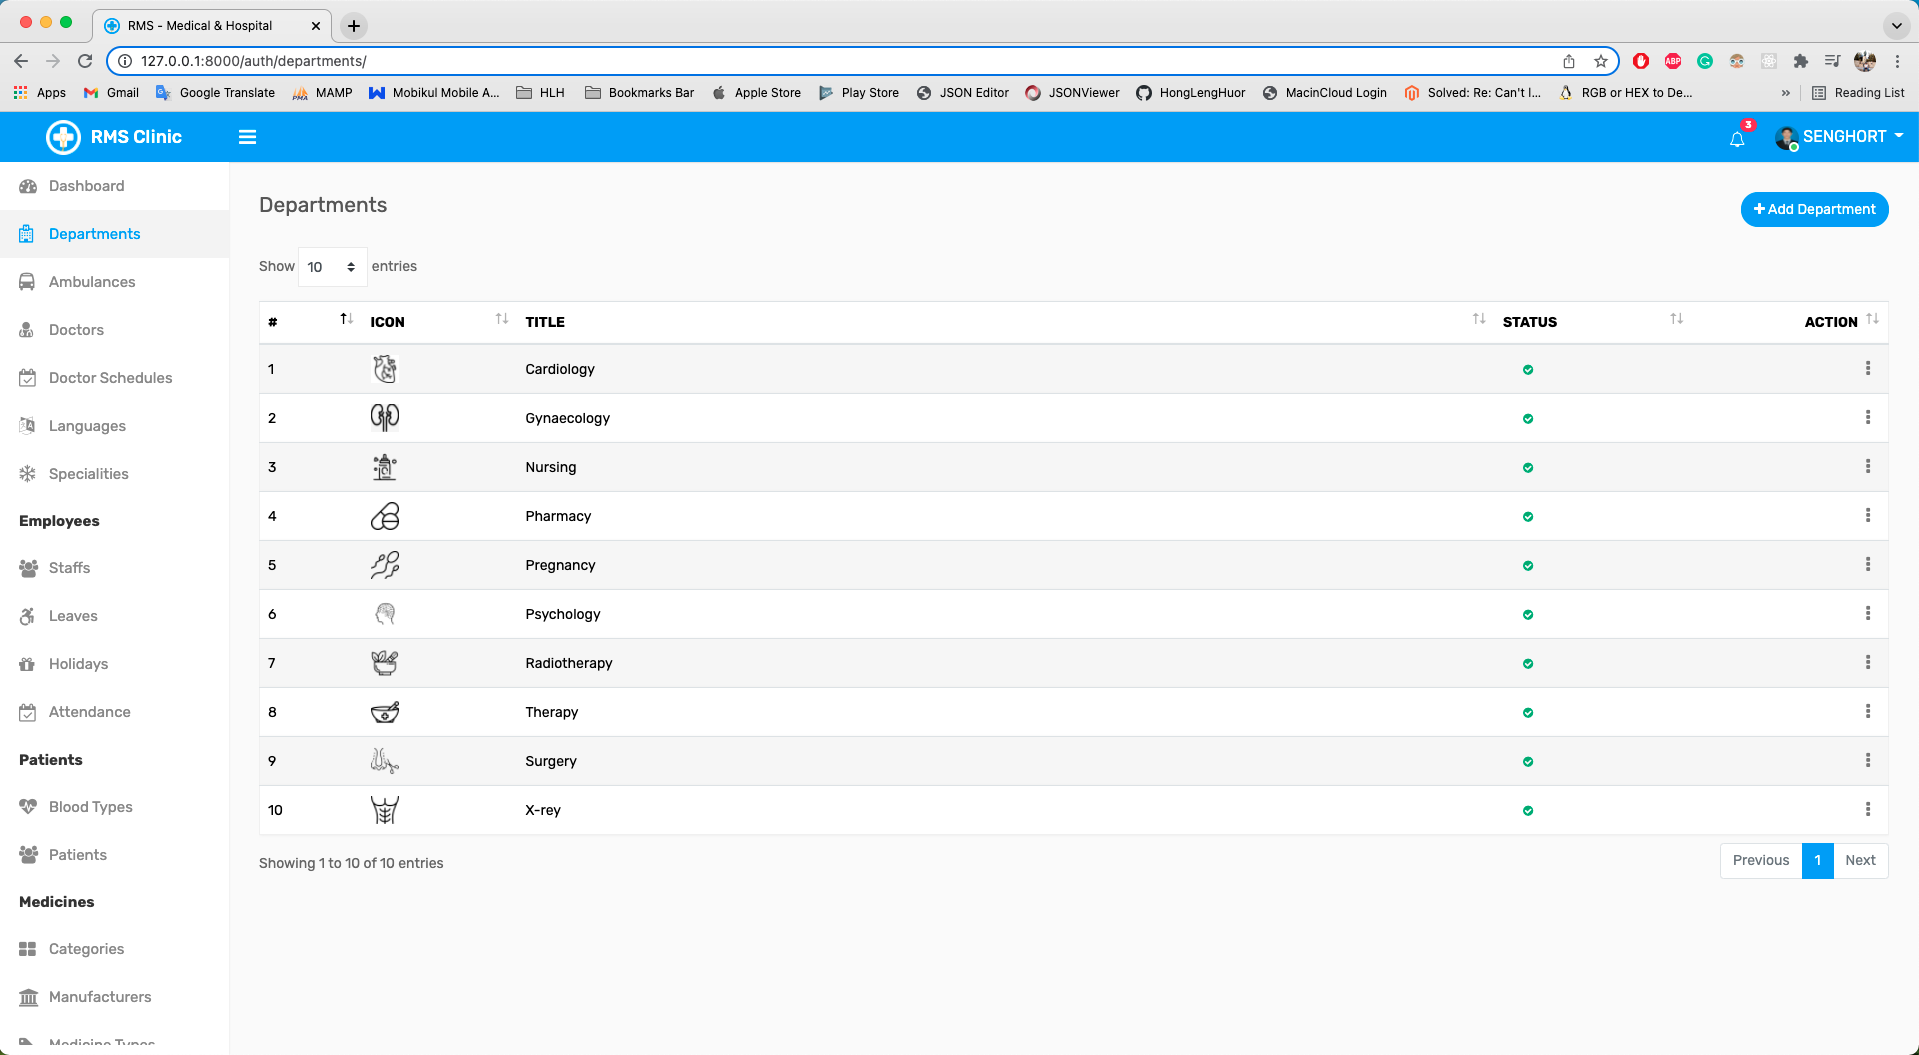 RMS - Medical & Hospital
127.0.0.1:8000/auth/departments/
ABP
Apps
Gmail
Google Translate
PMA
MAMP
Mobikul Mobile A...
HLH
Bookmarks Bar
Apple Store
Play Store
JSON Editor
JSONViewer
HongLengHuor
MacinCloud Login
Solved: Re: Can't I...
RGB or HEX to De...
»
Reading List
RMS Clinic
3
SENGHORT
Dashboard
Departments
Ambulances
Doctors
Doctor Schedules
Languages
Specialities
Employees
Staffs
Leaves
Holidays
Attendance
Patients
Blood Types
Patients
Medicines
Categories
Manufacturers
Medicine Types
Departments
+ Add Department
Show 10 entries
# ICON TITLE STATUS ACTION
1 Cardiology
2 Gynaecology
3 Nursing
4 Pharmacy
5 Pregnancy
6 Psychology
7 Radiotherapy
8 Therapy
9 Surgery
10 X-rey
Showing 1 to 10 of 10 entries
Previous 1 Next